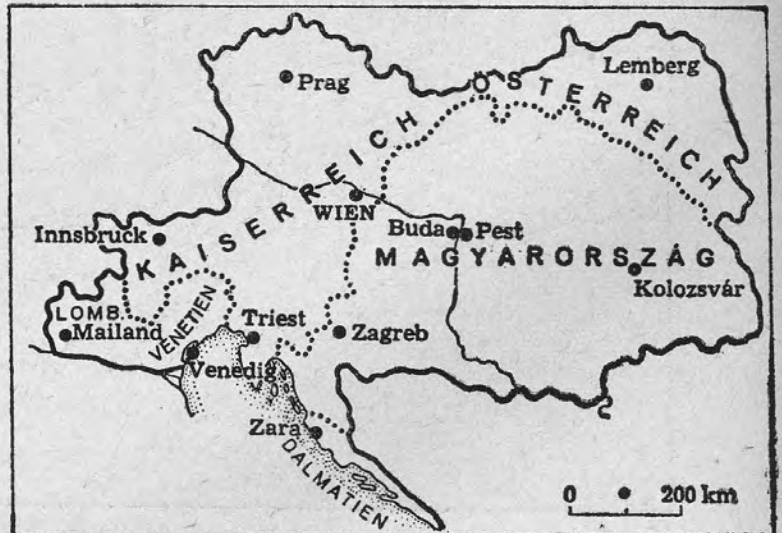 Prag
Lemberg
KAISERREICH ÖSTERREICH
WIEN
Innsbruck
Buda
Pest
MAGYARORSZÁG
Kolozsvár
LOMB.
Mailand
VENETIEN
Triest
Zagreb
Venedig
Zara
DALMATIEN
0 200 km